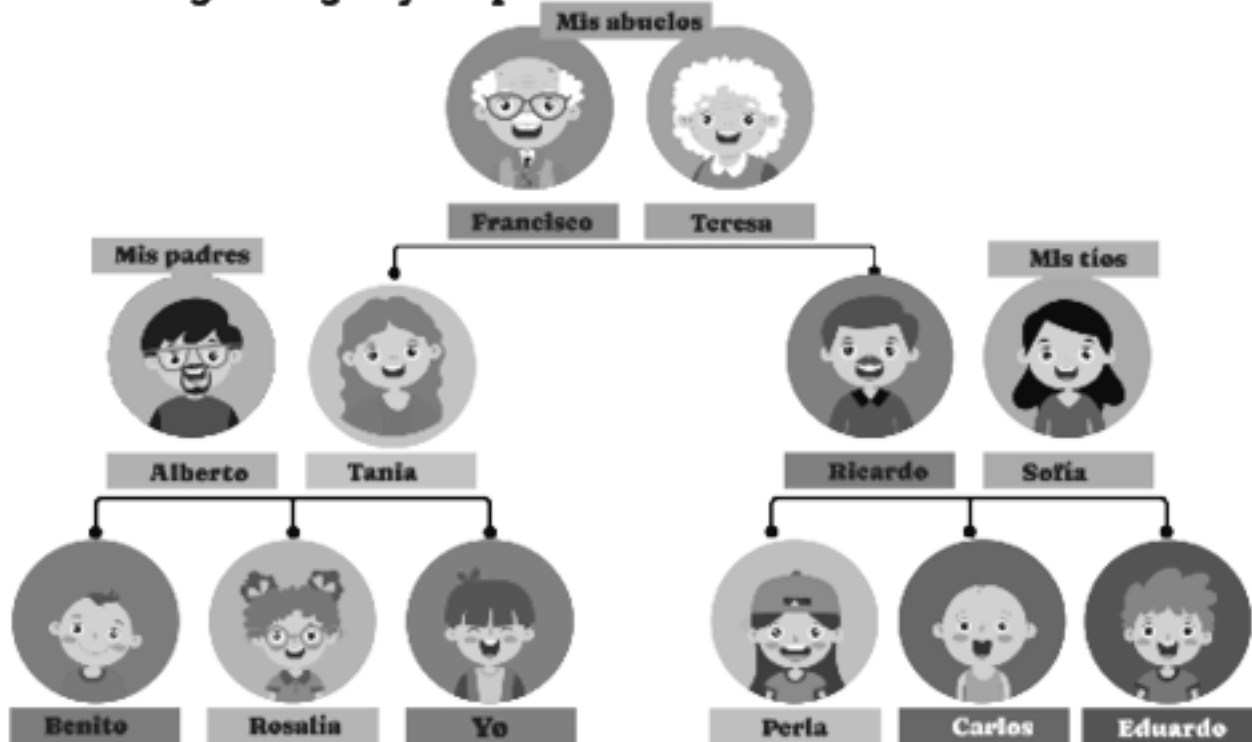 Mis abuelos
Francisco Teresa
Mis padres MIs tíos
Alberto Tania Ricardo Sofía
Benito Rosalia Yo Perla Carlos Eduardo